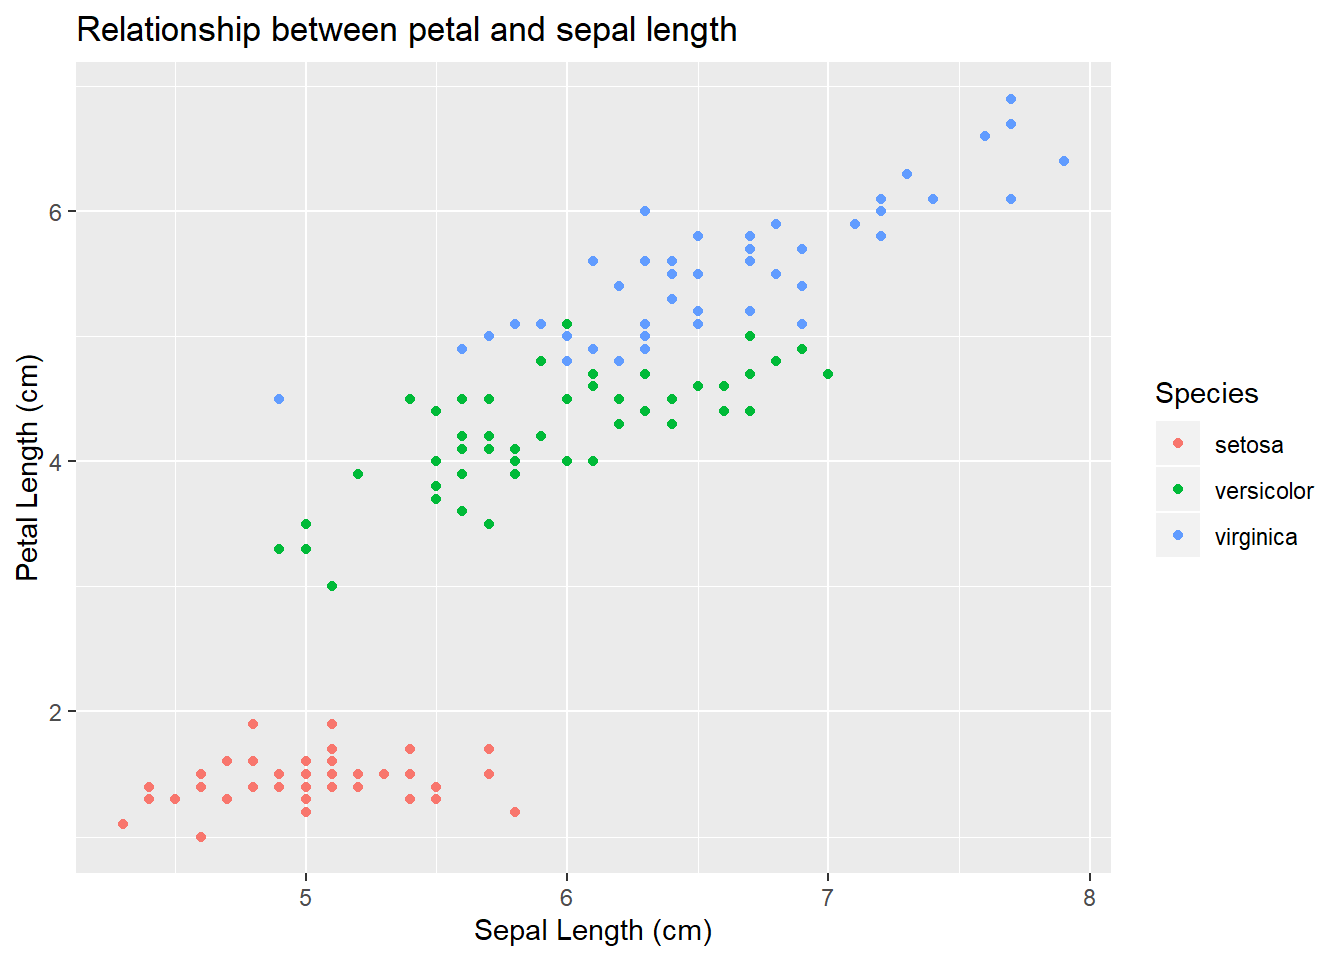 Relationship between petal and sepal length
Petal Length (cm)
6
4
2
5 6 7 8
Sepal Length (cm)
Species
setosa
versicolor
virginica